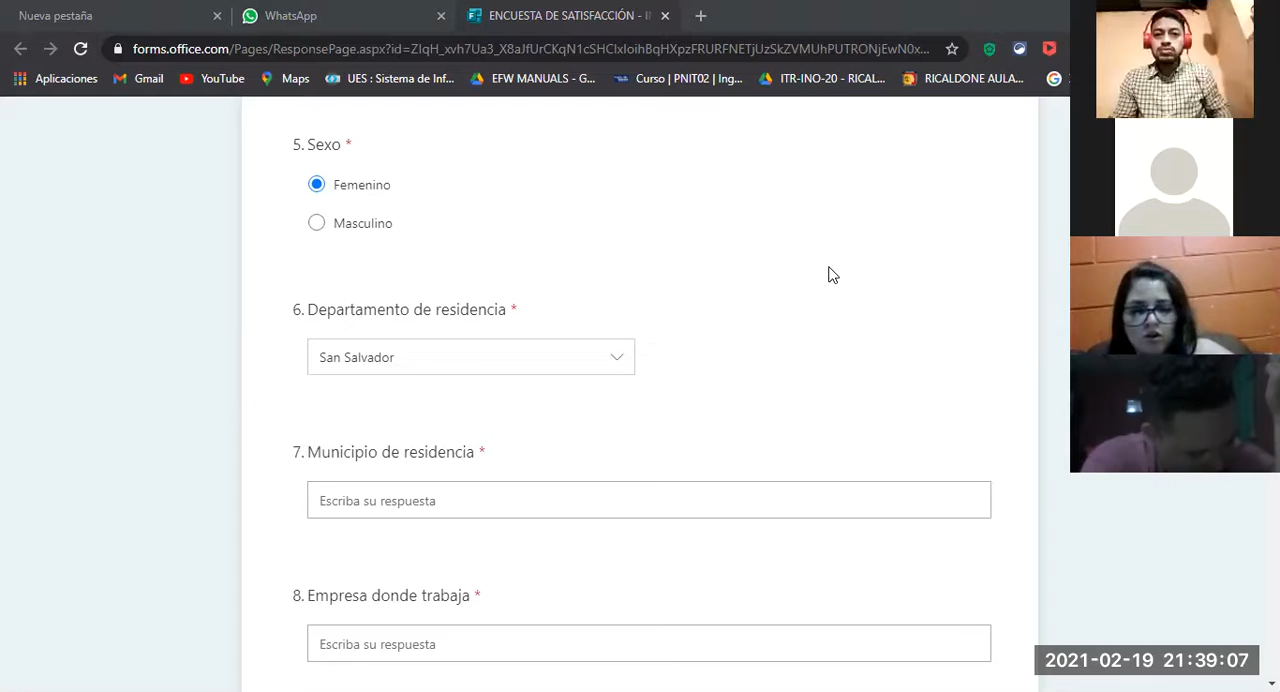 Nueva pestaña
WhatsApp
ENCUESTA DE SATISFACCIÓN - II
forms.office.com/Pages/ResponsePage.aspx?id=ZIqH_xvh7Ua3_X8aJfUrCKqN1cSHCIxIoihBqHXpzFRURFNETjUzSkZVMUhPUTRONjEwN0x...
Aplicaciones
Gmail
YouTube
Maps
UES : Sistema de Inf...
EFW MANUALS - G...
Curso | PNIT02 | Ing...
ITR-INO-20 - RICAL...
RICALDONE AULA...
5. Sexo *
Femenino
Masculino
6. Departamento de residencia *
San Salvador
7. Municipio de residencia *
Escriba su respuesta
8. Empresa donde trabaja *
Escriba su respuesta
2021-02-19 21:39:07